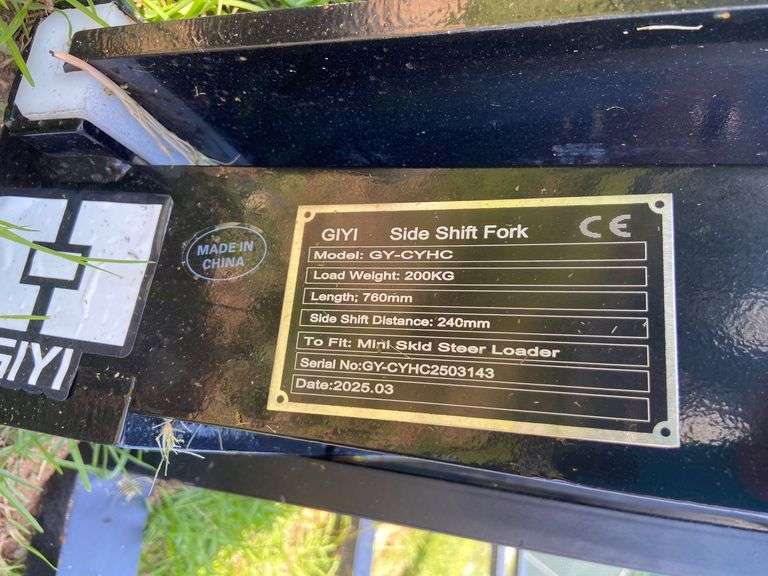 GIYI Side Shift Fork CE
Model: GY-CYHC
Load Weight: 200KG
Length; 760mm
Side Shift Distance: 240mm
To Fit: Mini Skid Steer Loader
Serial No:GY-CYHC2503143
Date:2025.03
MADE IN
CHINA
GIYI